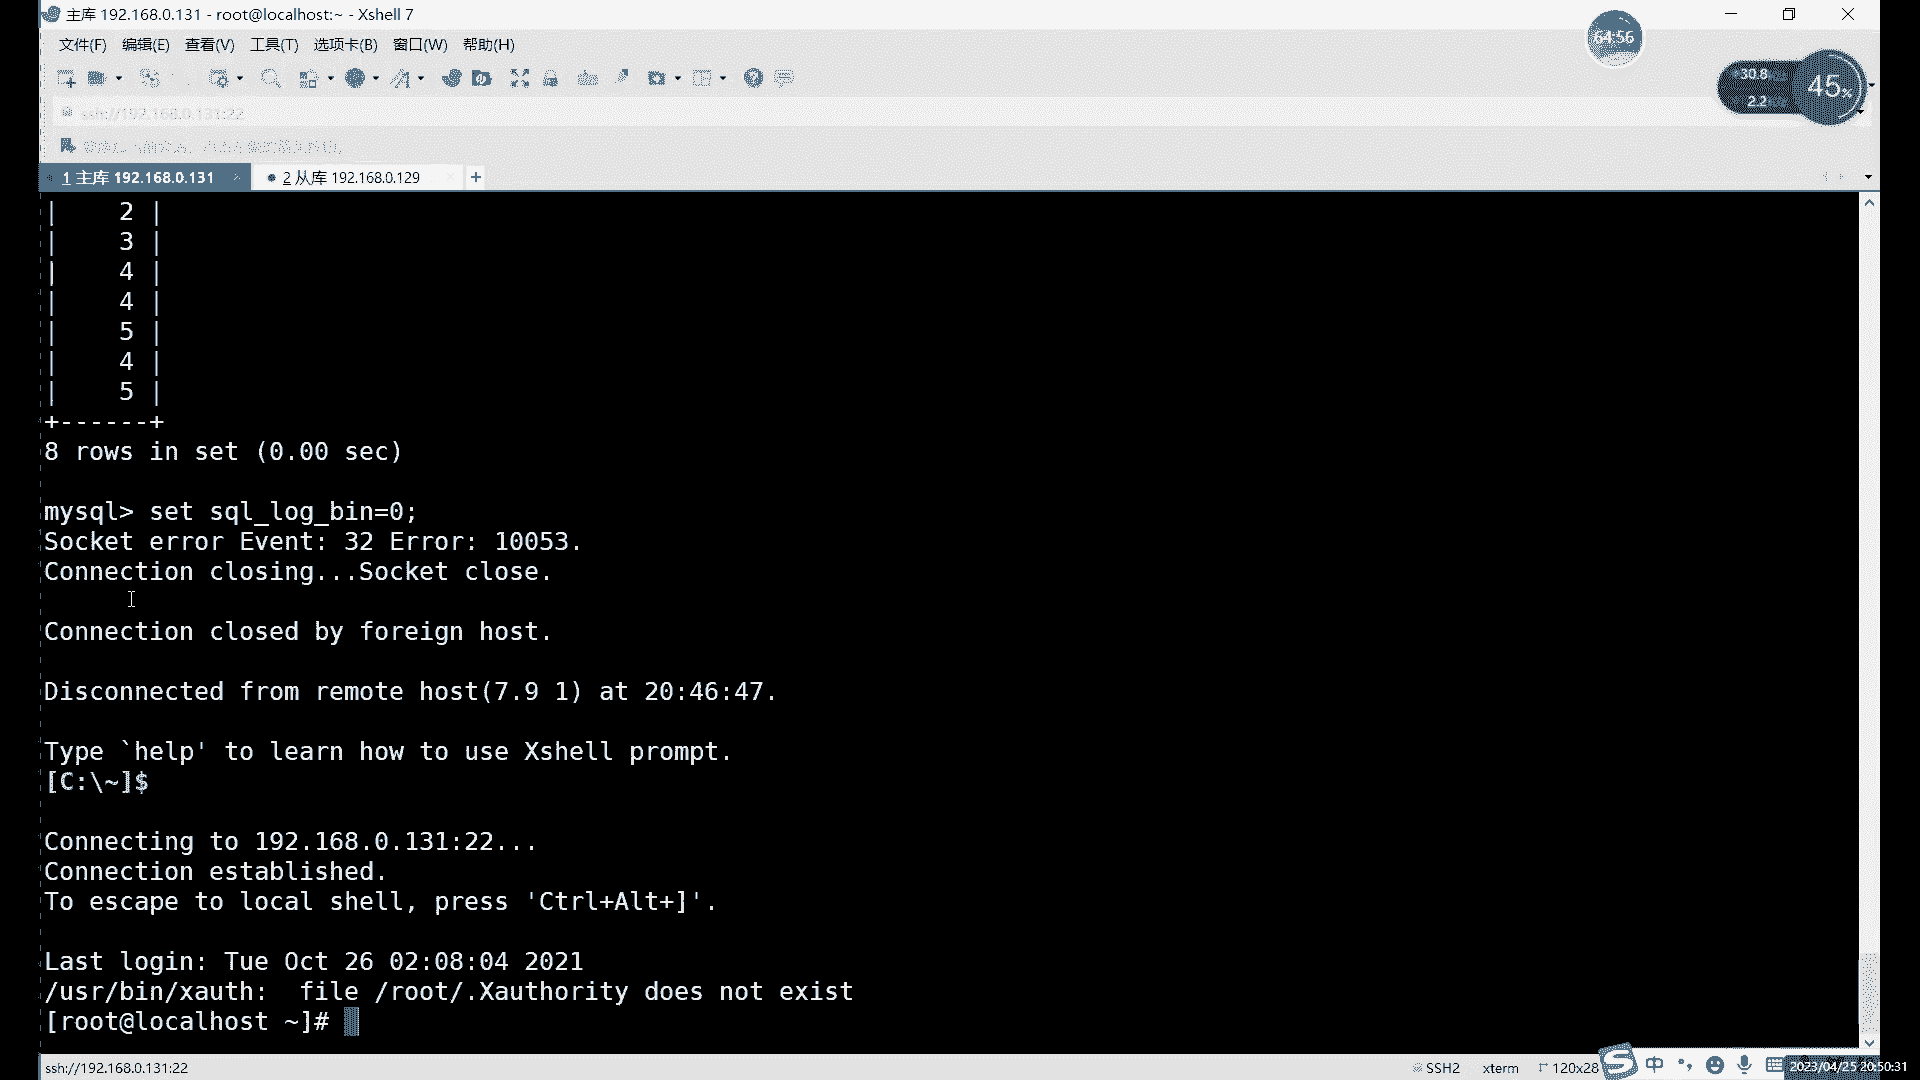 主库 192.168.0.131 - root@localhost:~ - Xshell 7
64:56
文件(F) 编辑(E) 查看(V) 工具(T) 选项卡(B) 窗口(W) 帮助(H)
30.8
45%
2.2
ssh://192.168.0.131:22
1 主库 192.168.0.131
2 从库 192.168.0.129
+
| 2 |
| 3 |
| 4 |
| 4 |
| 5 |
| 4 |
| 5 |
+------+
8 rows in set (0.00 sec)
mysql> set sql_log_bin=0;
Socket error Event: 32 Error: 10053.
Connection closing...Socket close.
Connection closed by foreign host.
Disconnected from remote host(7.9 1) at 20:46:47.
Type `help' to learn how to use Xshell prompt.
[C:\~]$
Connecting to 192.168.0.131:22...
Connection established.
To escape to local shell, press 'Ctrl+Alt+]'.
Last login: Tue Oct 26 02:08:04 2021
/usr/bin/xauth:  file /root/.Xauthority does not exist
[root@localhost ~]#
ssh://192.168.0.131:22
SSH2
xterm
120x28
中
2023/04/25 20:50:31